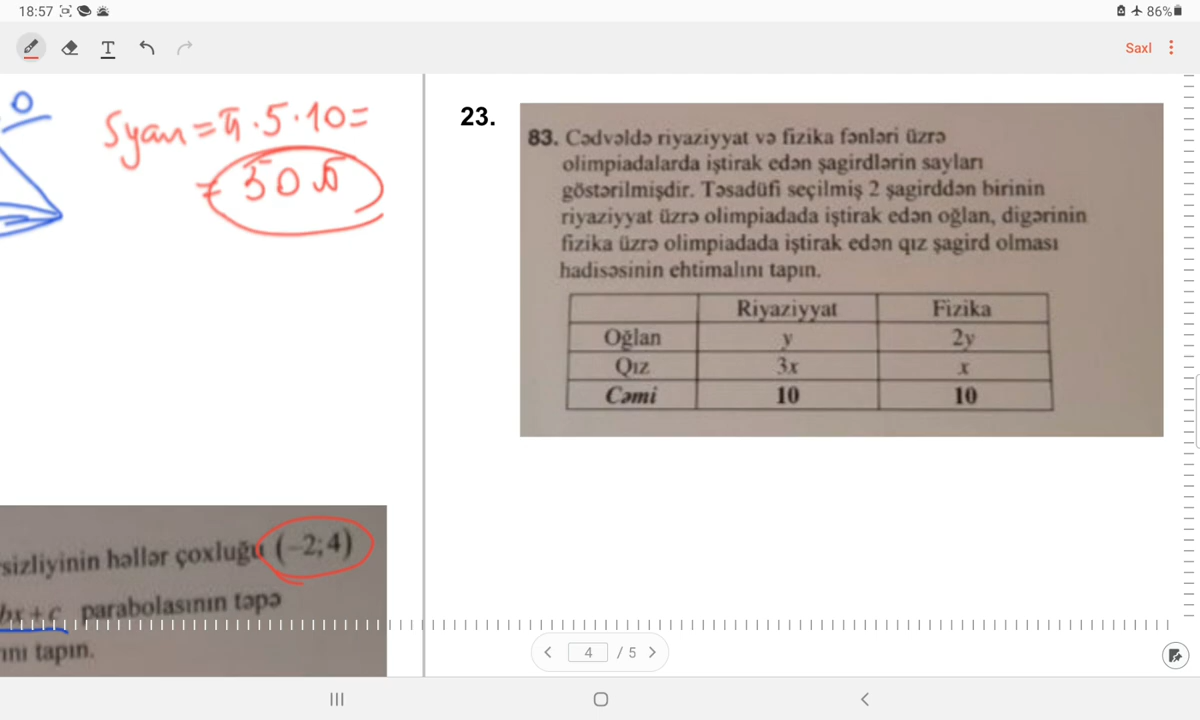 18:57
86%
T
Saxl
O
Syan = π · 5 · 10 =
= 50π
23.
83. Cədvəldə riyaziyyat və fizika fənləri üzrə
olimpiadalarda iştirak edən şagirdlərin sayları
göstərilmişdir. Təsadüfi seçilmiş 2 şagirddən birinin
riyaziyyat üzrə olimpiadada iştirak edən oğlan, digərinin
fizika üzrə olimpiadada iştirak edən qız şagird olması
hadisəsinin ehtimalını tapın.
Riyaziyyat Fizika
Oğlan y 2y
Qız 3x x
Cəmi 10 10
sizliyinin həllər çoxluğu (–2;4)
bx + c parabolasının təpə
ını tapın.
4 / 5